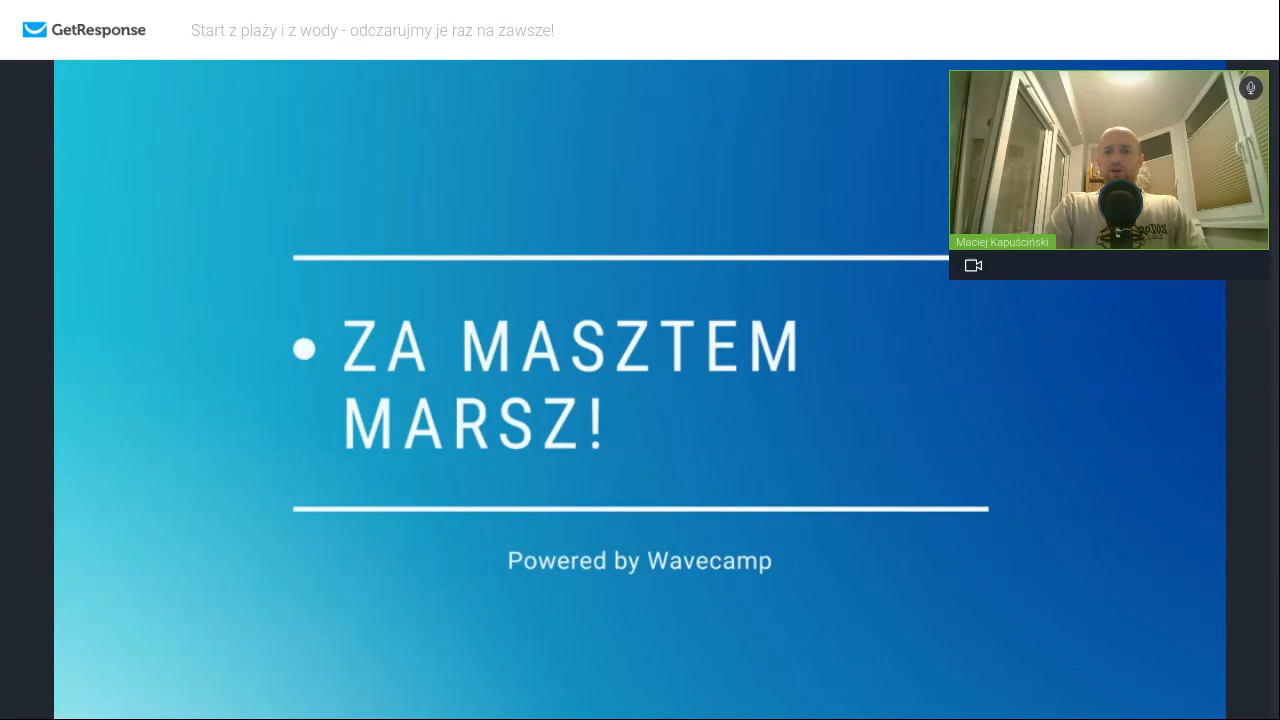 GetResponse
Start z plaży i z wody - odczarujmy je raz na zawsze!
Maciej Kapuściński
• ZA MASZTEM
MARSZ!
Powered by Wavecamp